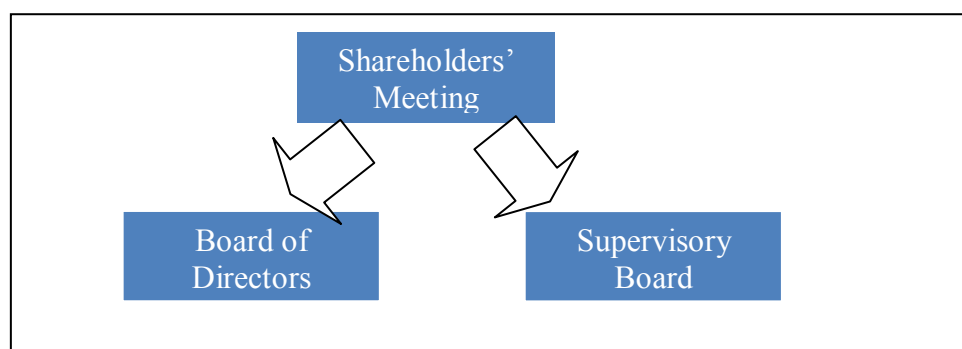 Shareholders’
Meeting
Board of
Directors
Supervisory
Board